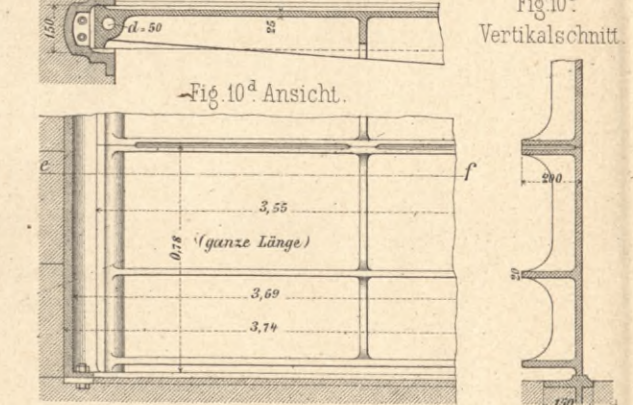 150
d=50
25
Fig. 10
Vertikalschnitt.
Fig. 10d. Ansicht.
e
f
200
3,55
0,78
(ganze Länge)
20
3,69
3,74
150